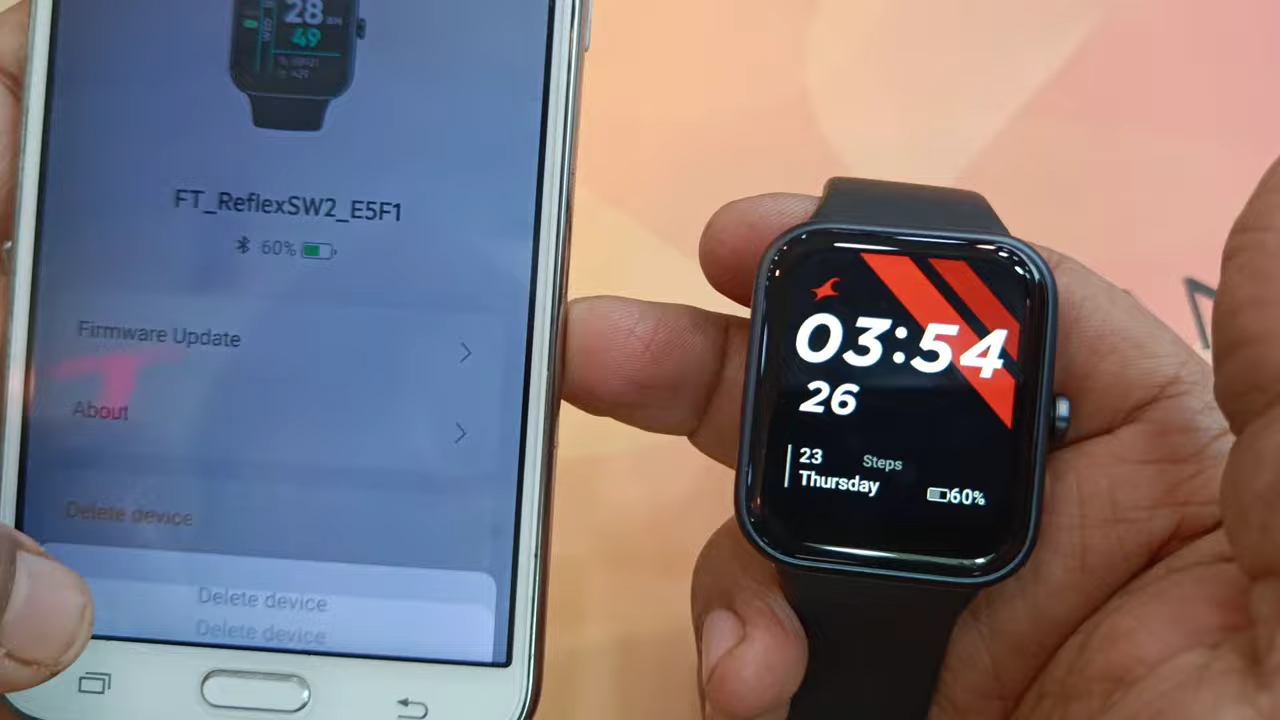 28
49
FT_ReflexSW2_E5F1
60%
Firmware Update
About
Delete device
Delete device
Delete device
03:54
26
23
Steps
Thursday
60%